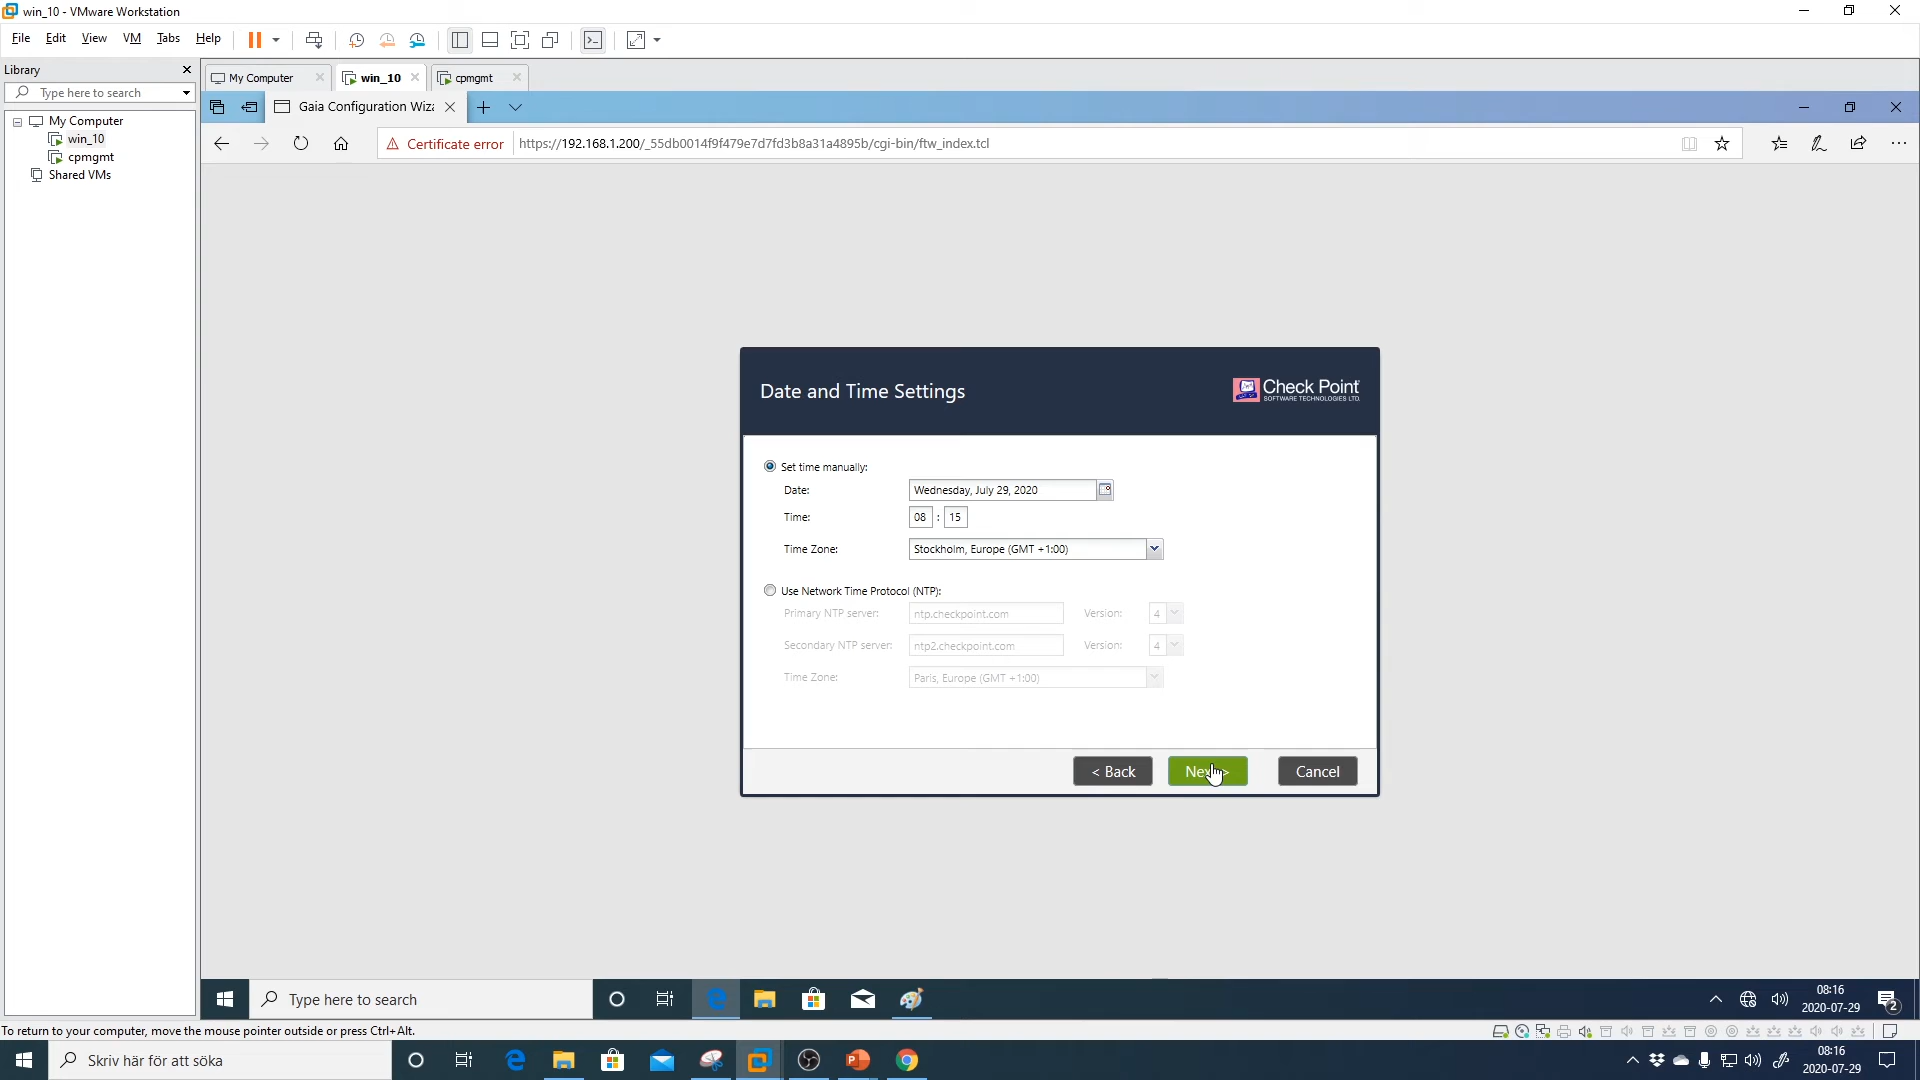 win_10 - VMware Workstation
File Edit View VM Tabs Help
Library
Type here to search
My Computer
win_10
cpmgmt
Shared VMs
My Computer win_10 cpmgmt
Gaia Configuration Wiza
Certificate error https://192.168.1.200/_55db0014f9f479e7d7fd3b8a31a4895b/cgi-bin/ftw_index.tcl
Date and Time Settings
Check Point
SOFTWARE TECHNOLOGIES LTD.
Set time manually:
Date: Wednesday, July 29, 2020
Time: 08 : 15
Time Zone: Stockholm, Europe (GMT +1:00)
Use Network Time Protocol (NTP):
Primary NTP server: ntp.checkpoint.com Version: 4
Secondary NTP server: ntp2.checkpoint.com Version: 4
Time Zone: Paris, Europe (GMT +1:00)
< Back Next > Cancel
Type here to search
08:16
2020-07-29
2
To return to your computer, move the mouse pointer outside or press Ctrl+Alt.
Skriv här för att söka
08:16
2020-07-29